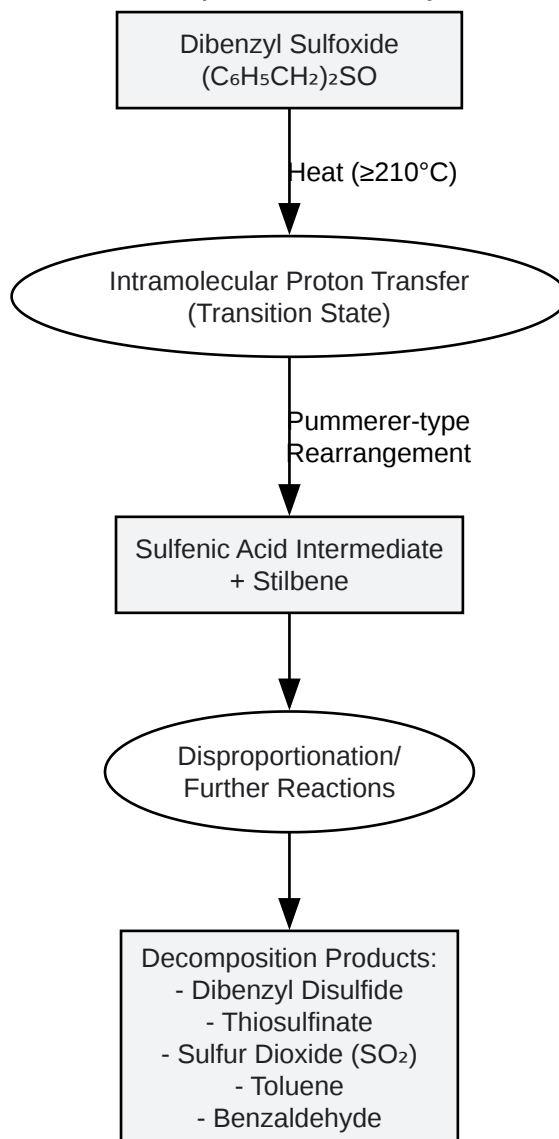 Dibenzyl Sulfoxide
(C₆H₅CH₂)₂SO
Heat (≥210°C)
Intramolecular Proton Transfer
(Transition State)
Pummerer-type
Rearrangement
Sulfenic Acid Intermediate
+ Stilbene
Disproportionation/
Further Reactions
Decomposition Products:
- Dibenzyl Disulfide
- Thiosulfinate
- Sulfur Dioxide (SO₂)
- Toluene
- Benzaldehyde